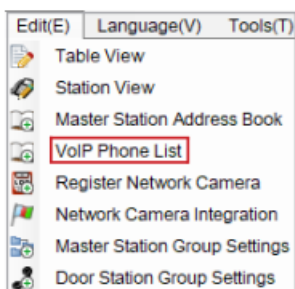 Edit(E) Language(V) Tools(T)
Table View
Station View
Master Station Address Book
VoIP Phone List
Register Network Camera
Network Camera Integration
Master Station Group Settings
Door Station Group Settings